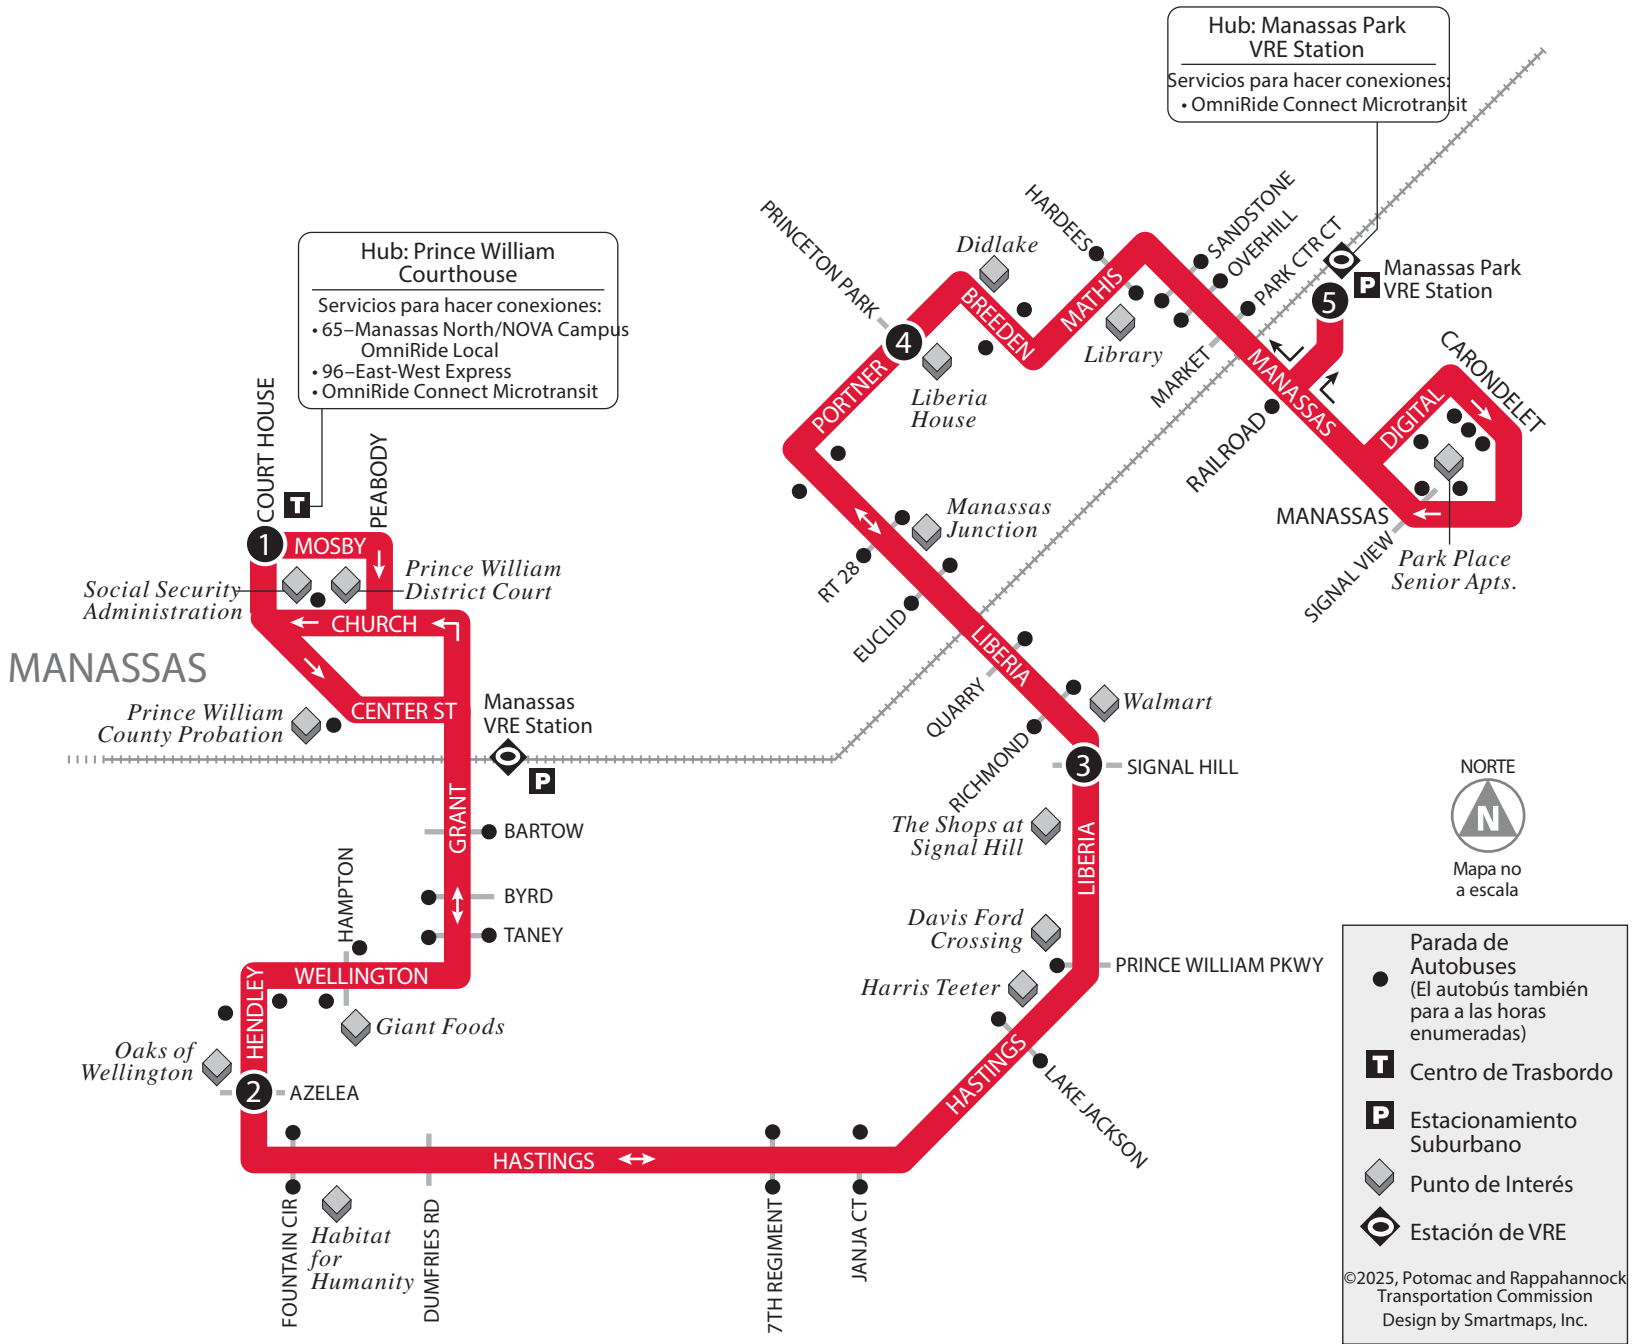 Hub: Manassas Park
VRE Station
Servicios para hacer conexiones:
• OmniRide Connect Microtransit
Hub: Prince William
Courthouse
Servicios para hacer conexiones:
• 65–Manassas North/NOVA Campus
OmniRide Local
• 96–East-West Express
• OmniRide Connect Microtransit
PRINCETON PARK
Didlake
HARDEES
SANDSTONE
OVERHILL
PARK CTR CT
Manassas Park
VRE Station
5
P
BREEDEN
MATHIS
Library
MARKET
MANASSAS
RAILROAD
DIGITAL
CARONDELET
4
PORTNER
Liberia
House
MANASSAS
SIGNAL VIEW
Park Place
Senior Apts.
COURT HOUSE
T
PEABODY
1
MOSBY
Social Security
Administration
Prince William
District Court
CHURCH
MANASSAS
CENTER ST
Prince William
County Probation
Manassas
VRE Station
P
Manassas
Junction
RT 28
EUCLID
LIBERIA
QUARRY
RICHMOND
Walmart
3
SIGNAL HILL
The Shops at
Signal Hill
LIBERIA
Davis Ford
Crossing
PRINCE WILLIAM PKWY
Harris Teeter
HASTINGS
LAKE JACKSON
GRANT
BARTOW
BYRD
TANEY
HAMPTON
WELLINGTON
HENDLEY
Giant Foods
Oaks of
Wellington
2
AZELEA
HASTINGS
FOUNTAIN CIR
Habitat
for
Humanity
DUMFRIES RD
7TH REGIMENT
JANJA CT
NORTE
N
Mapa no
a escala
Parada de
Autobuses
(El autobús también
para a las horas
enumeradas)
T
Centro de Trasbordo
P
Estacionamiento
Suburbano
Punto de Interés
Estación de VRE
©2025, Potomac and Rappahannock
Transportation Commission
Design by Smartmaps, Inc.